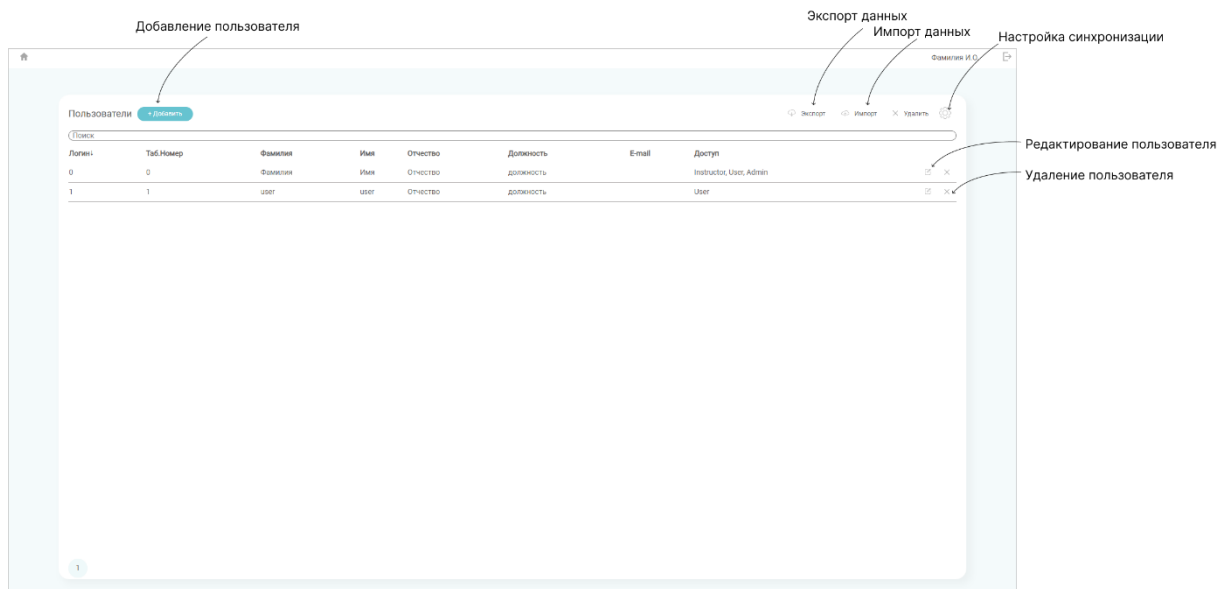 Добавление пользователя
Экспорт данных
Импорт данных
Настройка синхронизации
Фамилия И.О.
Пользователи + Добавить Экспорт Импорт Удалить
Поиск
Логин↓ Таб.Номер Фамилия Имя Отчество Должность E-mail Доступ
Редактирование пользователя
0 0 Фамилия Имя Отчество должность Instructor, User, Admin
Удаление пользователя
1 1 user user Отчество должность User
1